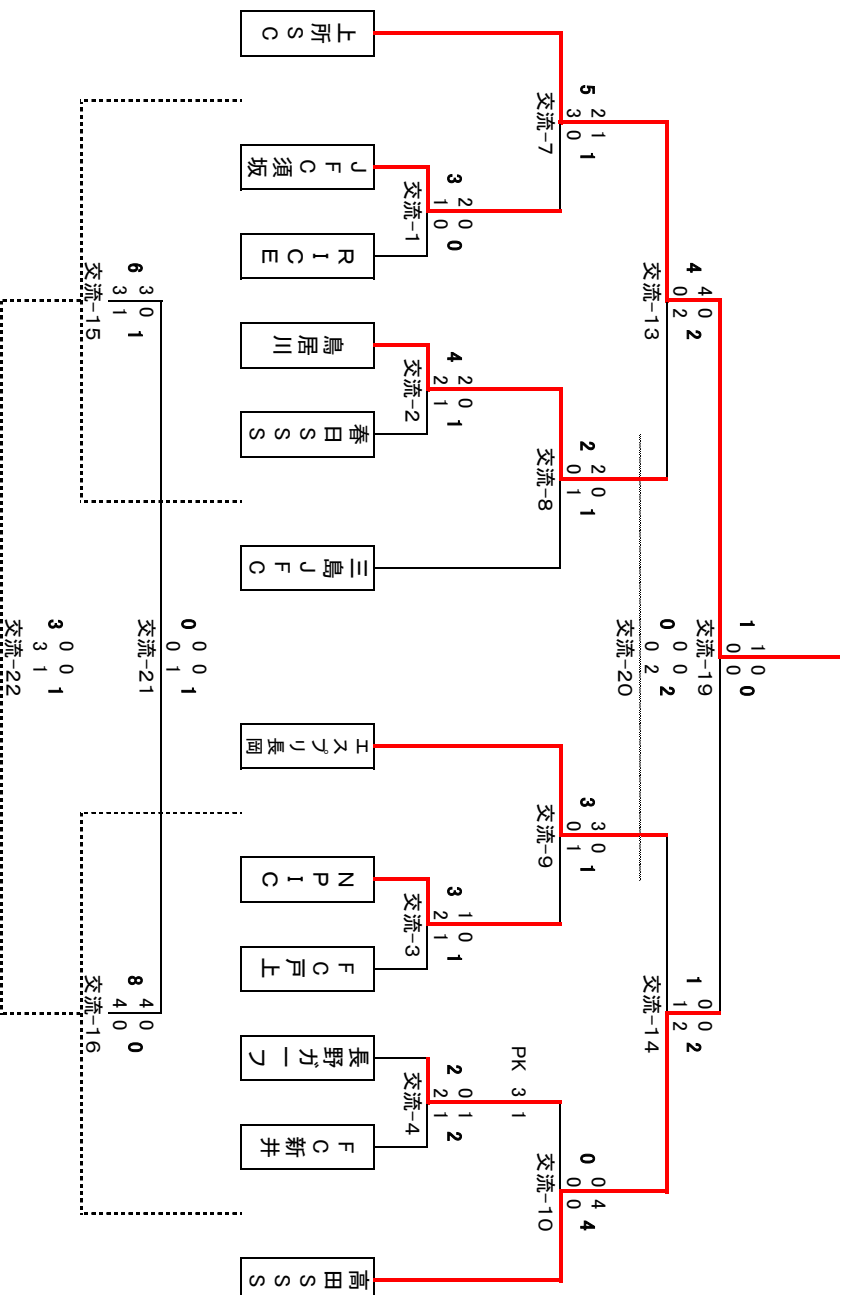 1 0
1 0
0 0
交流-19
4 0
4 2
0 2
交流-13
0 0
0 2
0 2
交流-20
0 0
1 2
1 2
交流-14
2 1
5 1
3 0
交流-7
2 0
2 1
0 1
交流-8
3 0
3 1
0 1
交流-9
0 4
0 4
0 0
交流-10
PK 3 1
2 0
3 0
1 0
交流-1
2 0
4 1
2 1
交流-2
1 0
3 1
2 1
交流-3
0 1
2 2
2 1
交流-4
上所SC
JFC須坂
RICE
鳥居川
春日SSS
三島JFC
エスプリ長岡
NPIC
FC戸上
長野ガーフ
FC新井
高田SSS
0 0
0 1
0 1
交流-21
3 0
6 1
3 1
交流-15
4 0
8 0
4 0
交流-16
0 0
3 1
3 1
交流-22